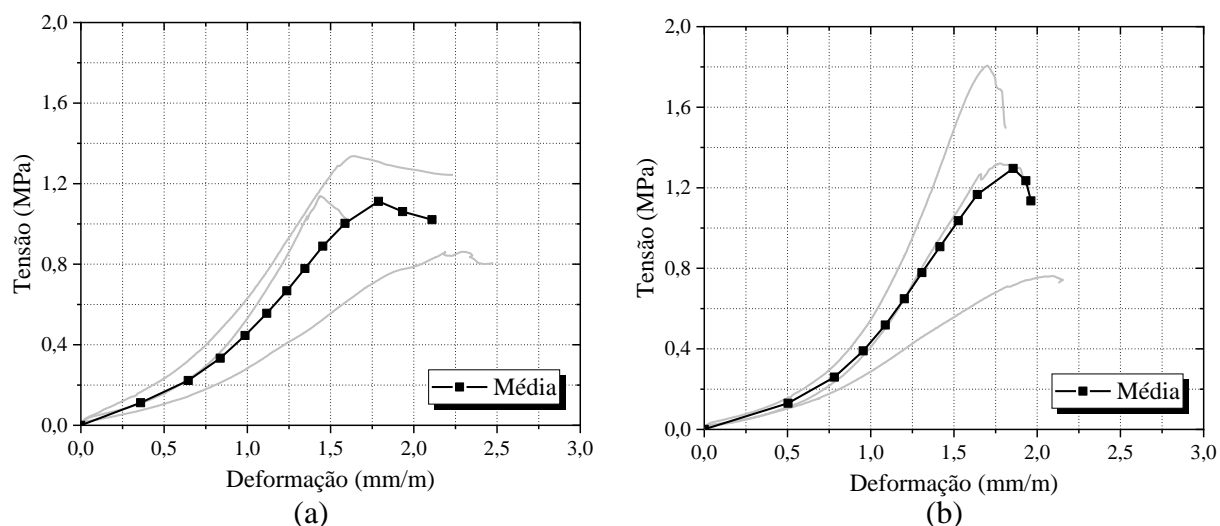 2,0
1,6
1,2
0,8
0,4
0,0
Tensão (MPa)
Média
0,0 0,5 1,0 1,5 2,0 2,5 3,0
Deformação (mm/m)
(a)
2,0
1,6
1,2
0,8
0,4
0,0
Tensão (MPa)
Média
0,0 0,5 1,0 1,5 2,0 2,5 3,0
Deformação (mm/m)
(b)